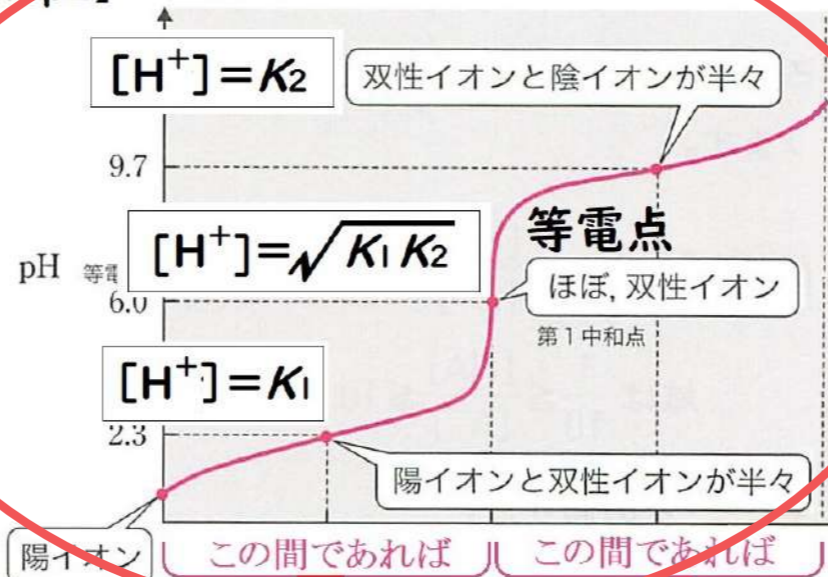 [H⁺]=K₂
双性イオンと陰イオンが半々
9.7
等電点
[H⁺]=√K₁K₂
pH 等電
ほぼ, 双性イオン
6.0
第1中和点
[H⁺]=K₁
2.3
陽イオンと双性イオンが半々
陽イオン
この間であれば
この間であれば